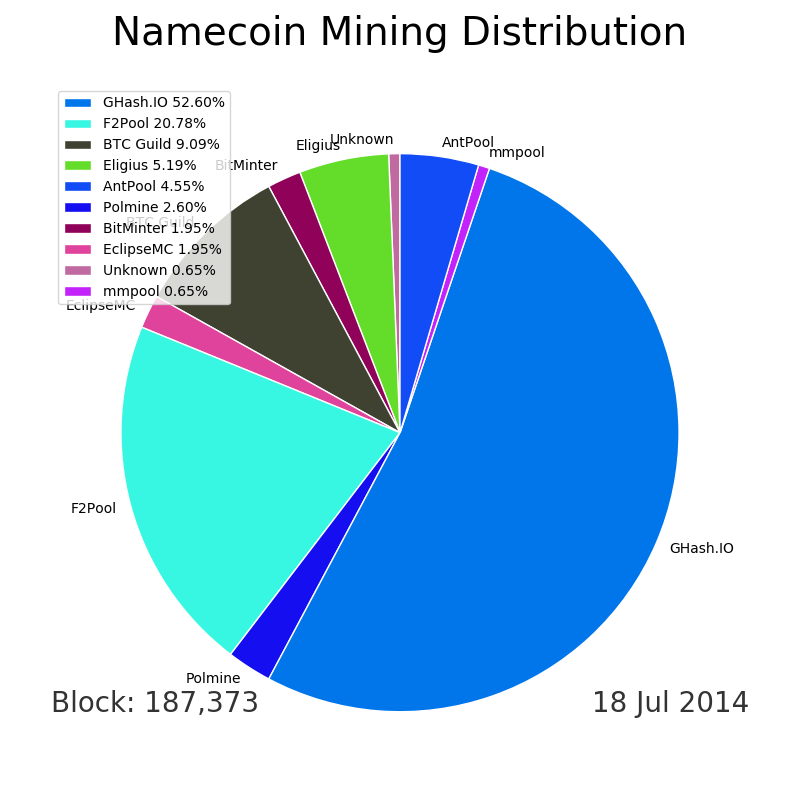 Namecoin Mining Distribution
GHash.IO 52.60%
F2Pool 20.78%
BTC Guild 9.09%
Eligius 5.19%
AntPool 4.55%
Polmine 2.60%
BitMinter 1.95%
EclipseMC 1.95%
Unknown 0.65%
mmpool 0.65%
Unknown
AntPool
Eligius
mmpool
BitMinter
BTC Guild
EclipseMC
F2Pool
GHash.IO
Polmine
Block: 187,373
18 Jul 2014